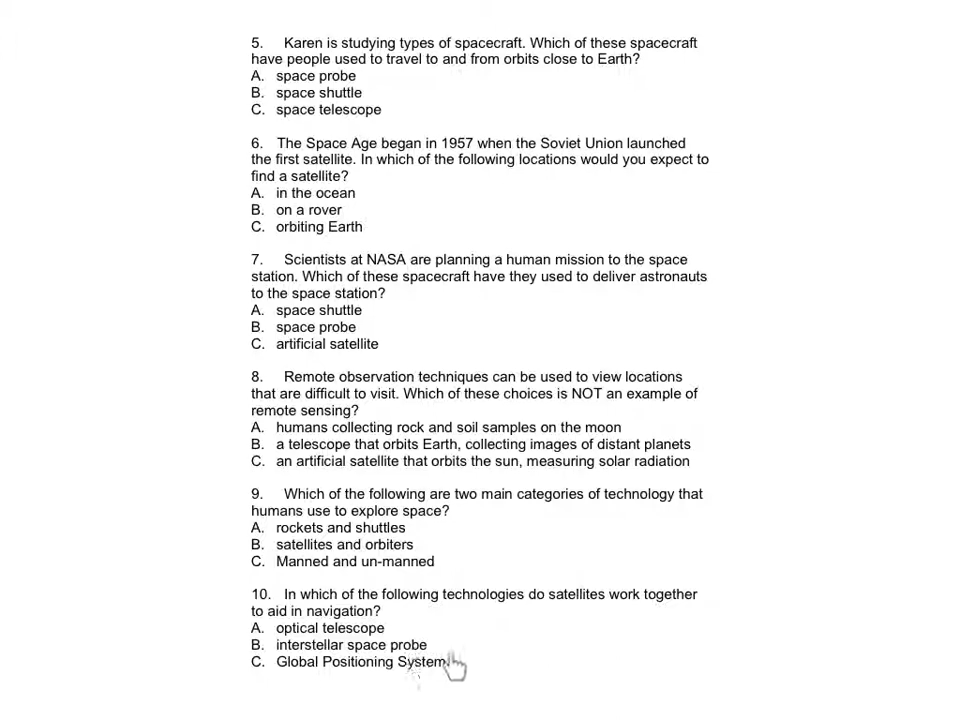 5. Karen is studying types of spacecraft. Which of these spacecraft
have people used to travel to and from orbits close to Earth?
A. space probe
B. space shuttle
C. space telescope
6. The Space Age began in 1957 when the Soviet Union launched
the first satellite. In which of the following locations would you expect to
find a satellite?
A. in the ocean
B. on a rover
C. orbiting Earth
7. Scientists at NASA are planning a human mission to the space
station. Which of these spacecraft have they used to deliver astronauts
to the space station?
A. space shuttle
B. space probe
C. artificial satellite
8. Remote observation techniques can be used to view locations
that are difficult to visit. Which of these choices is NOT an example of
remote sensing?
A. humans collecting rock and soil samples on the moon
B. a telescope that orbits Earth, collecting images of distant planets
C. an artificial satellite that orbits the sun, measuring solar radiation
9. Which of the following are two main categories of technology that
humans use to explore space?
A. rockets and shuttles
B. satellites and orbiters
C. Manned and un-manned
10. In which of the following technologies do satellites work together
to aid in navigation?
A. optical telescope
B. interstellar space probe
C. Global Positioning System